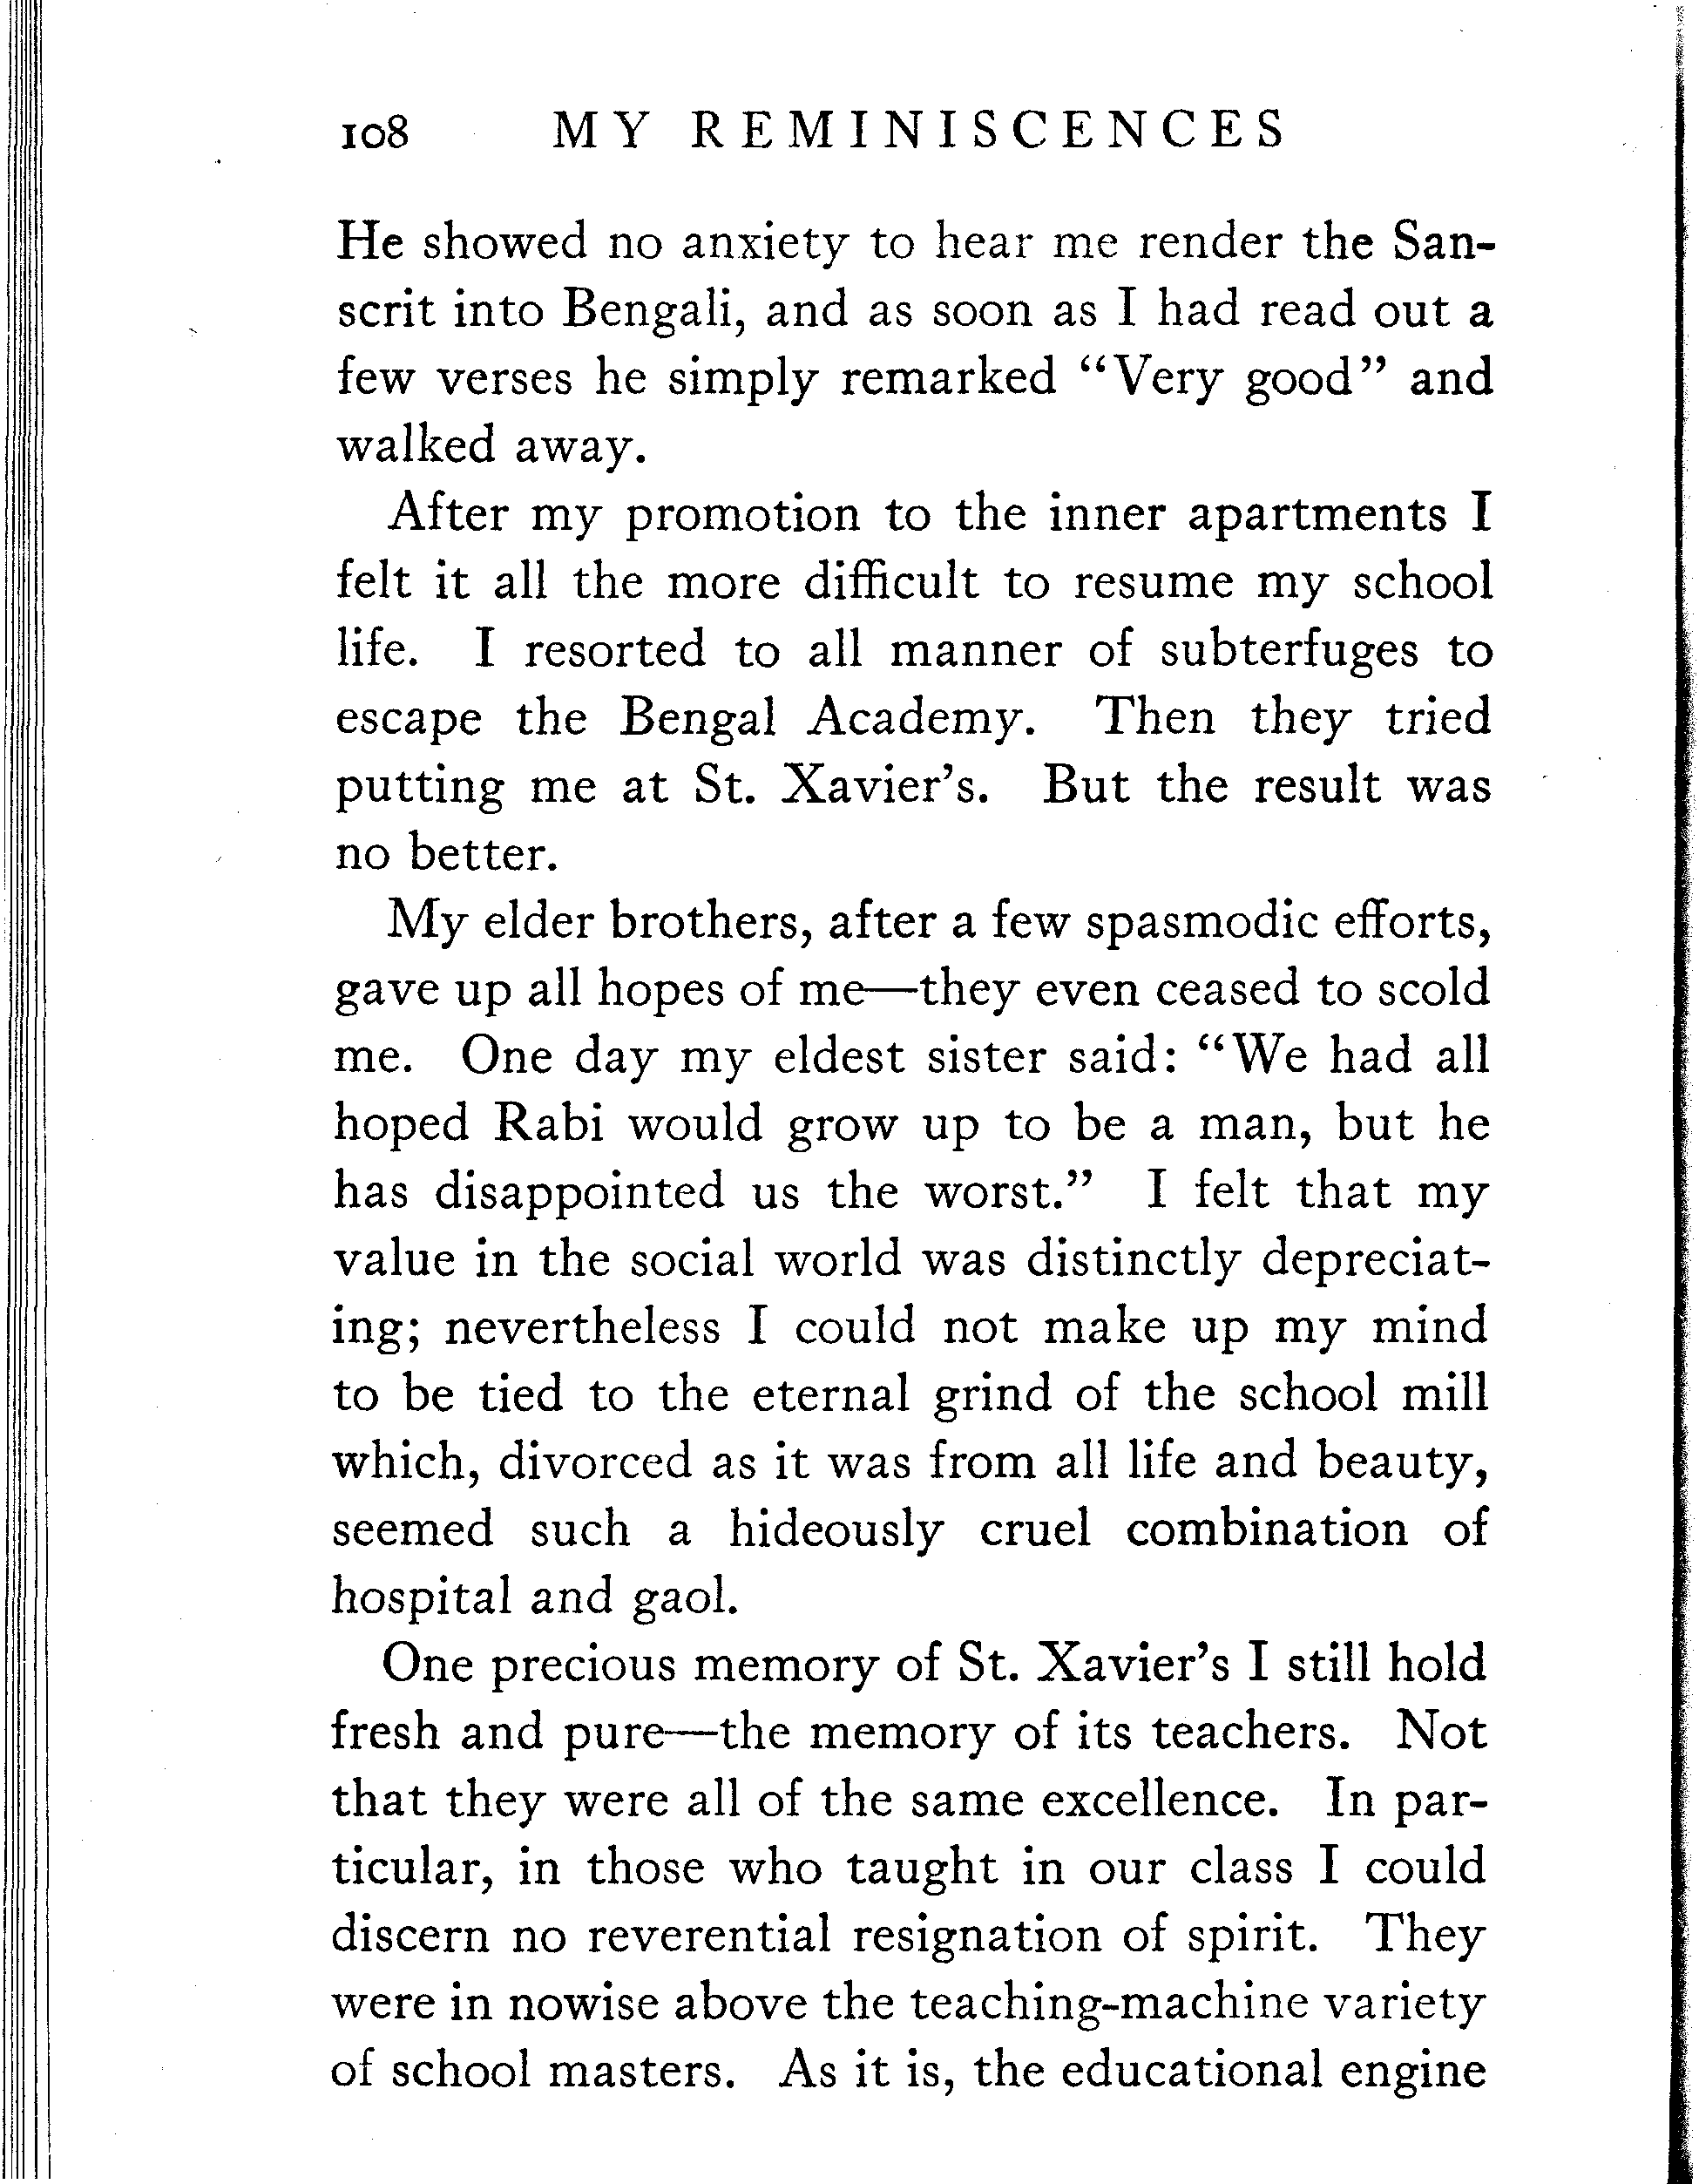 108 MY REMINISCENCES
He showed no anxiety to hear me render the San-
scrit into Bengali, and as soon as I had read out a
few verses he simply remarked “Very good” and
walked away.
After my promotion to the inner apartments I
felt it all the more difficult to resume my school
life. I resorted to all manner of subterfuges to
escape the Bengal Academy. Then they tried
putting me at St. Xavier’s. But the result was
no better.
My elder brothers, after a few spasmodic efforts,
gave up all hopes of me—they even ceased to scold
me. One day my eldest sister said: “We had all
hoped Rabi would grow up to be a man, but he
has disappointed us the worst.” I felt that my
value in the social world was distinctly depreciat-
ing; nevertheless I could not make up my mind
to be tied to the eternal grind of the school mill
which, divorced as it was from all life and beauty,
seemed such a hideously cruel combination of
hospital and gaol.
One precious memory of St. Xavier’s I still hold
fresh and pure—the memory of its teachers. Not
that they were all of the same excellence. In par-
ticular, in those who taught in our class I could
discern no reverential resignation of spirit. They
were in nowise above the teaching-machine variety
of school masters. As it is, the educational engine